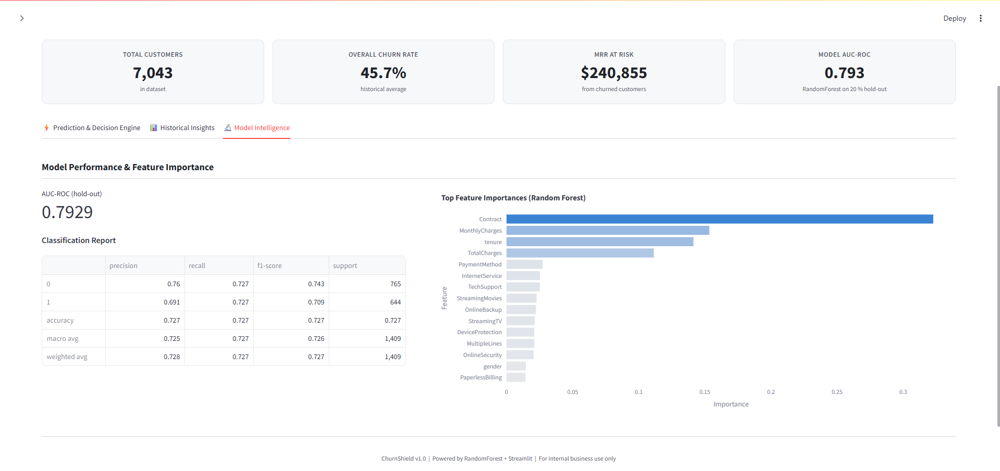 Deploy
TOTAL CUSTOMERS
7,043
in dataset
OVERALL CHURN RATE
45.7%
historical average
MRR AT RISK
$240,855
from churned customers
MODEL AUC-ROC
0.793
RandomForest on 20 % hold-out
Prediction & Decision Engine
Historical Insights
Model Intelligence
Model Performance & Feature Importance
AUC-ROC (hold-out)
0.7929
Classification Report
precision recall f1-score support
0 0.76 0.727 0.743 765
1 0.691 0.727 0.709 644
accuracy 0.727 0.727 0.727 0.727
macro avg 0.725 0.727 0.726 1,409
weighted avg 0.728 0.727 0.727 1,409
Top Feature Importances (Random Forest)
Feature
Contract
MonthlyCharges
tenure
TotalCharges
PaymentMethod
InternetService
TechSupport
StreamingMovies
OnlineBackup
StreamingTV
DeviceProtection
MultipleLines
OnlineSecurity
gender
PaperlessBilling
0 0.05 0.1 0.15 0.2 0.25 0.3
Importance
ChurnShield v1.0 | Powered by RandomForest + Streamlit | For internal business use only